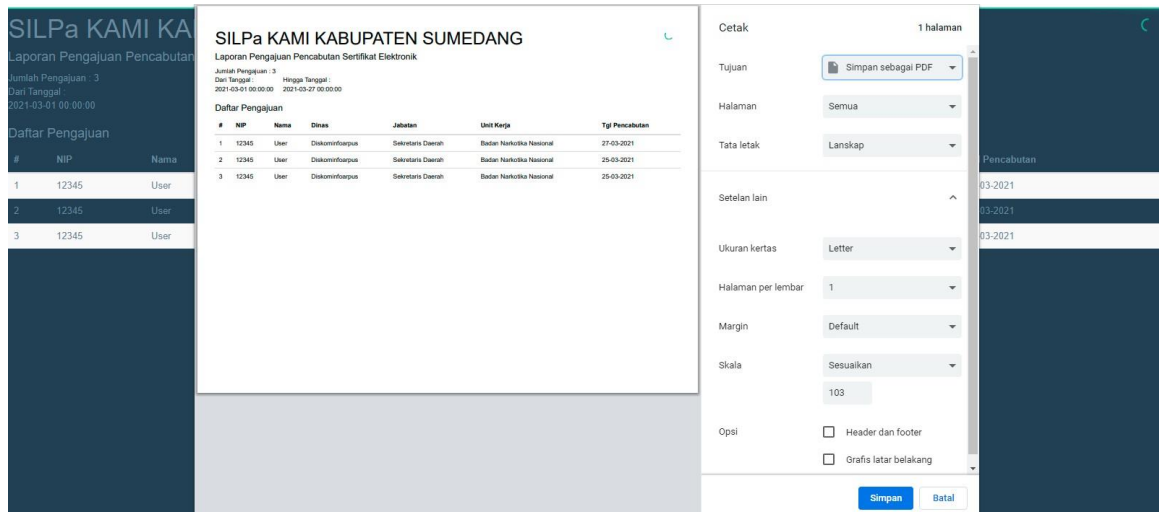 SILPa KAMI KA
Laporan Pengajuan Pencabutan
Jumlah Pengajuan : 3
Dari Tanggal :
2021-03-01 00:00:00
Daftar Pengajuan
# NIP Nama
1 12345 User
2 12345 User
3 12345 User
SILPa KAMI KABUPATEN SUMEDANG
Laporan Pengajuan Pencabutan Sertifikat Elektronik
Jumlah Pengajuan : 3
Dari Tanggal : Hingga Tanggal :
2021-03-01 00:00:00 2021-03-27 00:00:00
Daftar Pengajuan
# NIP Nama Dinas Jabatan Unit Kerja Tgl Pencabutan
1 12345 User Diskominfoarpus Sekretaris Daerah Badan Narkotika Nasional 27-03-2021
2 12345 User Diskominfoarpus Sekretaris Daerah Badan Narkotika Nasional 25-03-2021
3 12345 User Diskominfoarpus Sekretaris Daerah Badan Narkotika Nasional 25-03-2021
Cetak 1 halaman
Tujuan Simpan sebagai PDF
Halaman Semua
Tata letak Lanskap
Setelan lain
Ukuran kertas Letter
Halaman per lembar 1
Margin Default
Skala Sesuaikan
103
Opsi Header dan footer
Grafis latar belakang
Simpan Batal
Pencabutan
03-2021
03-2021
03-2021